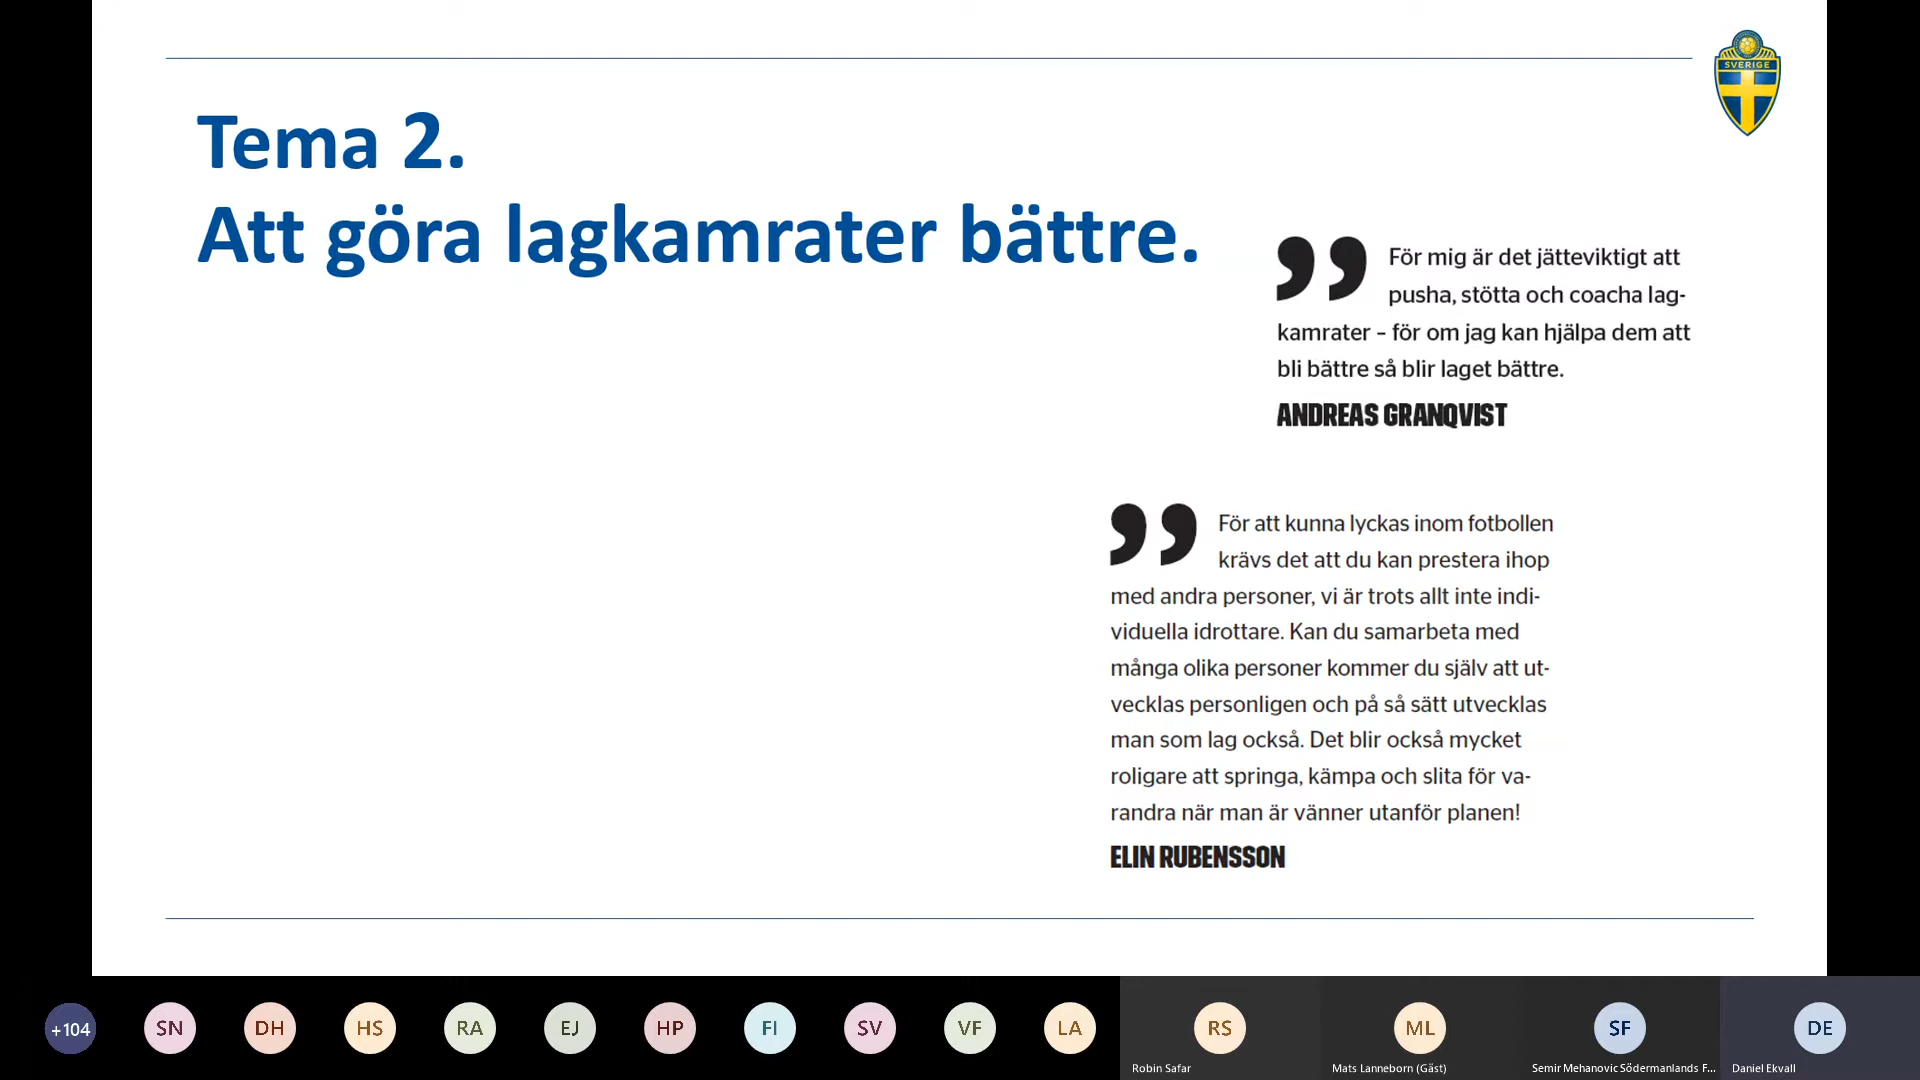 SVERIGE
Tema 2.
Att göra lagkamrater bättre.
För mig är det jätteviktigt att
pusha, stötta och coacha lag-
kamrater – för om jag kan hjälpa dem att
bli bättre så blir laget bättre.
ANDREAS GRANQVIST
För att kunna lyckas inom fotbollen
krävs det att du kan prestera ihop
med andra personer, vi är trots allt inte indi-
viduella idrottare. Kan du samarbeta med
många olika personer kommer du själv att ut-
vecklas personligen och på så sätt utvecklas
man som lag också. Det blir också mycket
roligare att springa, kämpa och slita för va-
randra när man är vänner utanför planen!
ELIN RUBENSSON
+104 SN DH HS RA EJ HP FI SV VF LA RS ML SF DE
Robin Safar Mats Lanneborn (Gäst) Semir Mehanovic Södermanlands F... Daniel Ekvall